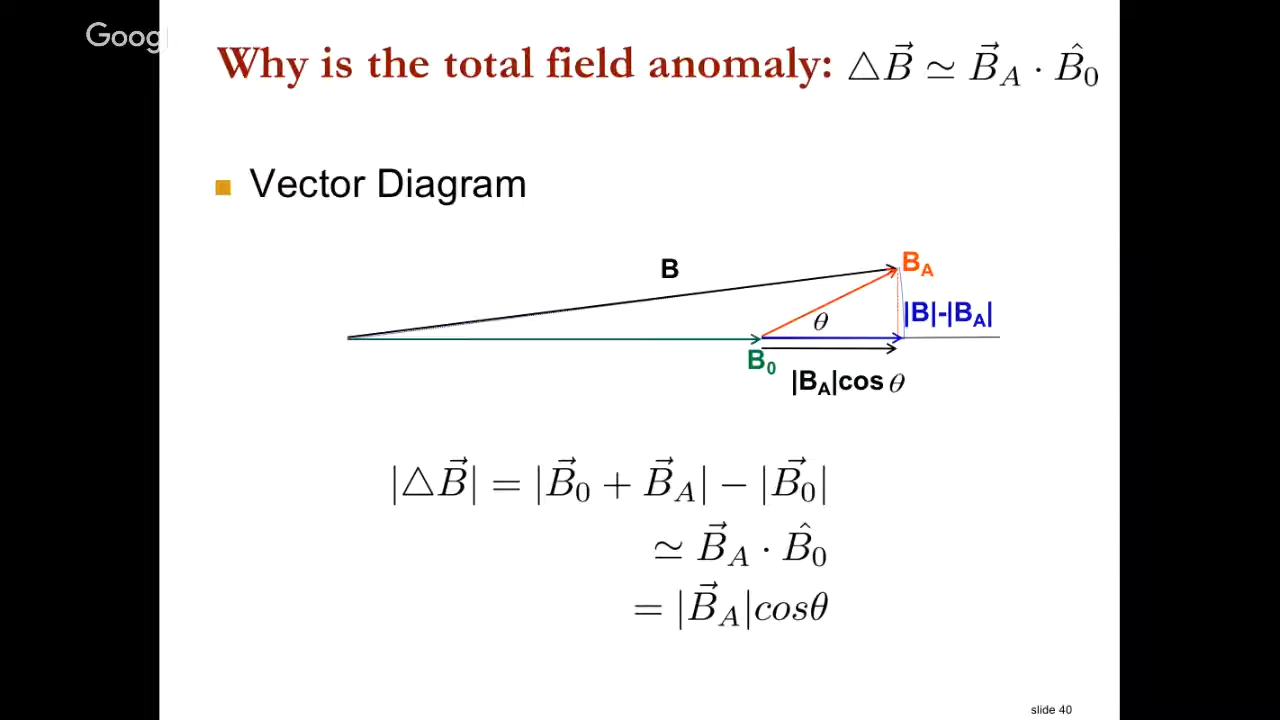 Googl
Why is the total field anomaly: △B⃗ ≃ B⃗_A · B̂_0
Vector Diagram
B
B_A
|B|-|B_A|
θ
B_0
|B_A|cos θ
|△B⃗| = |B⃗_0 + B⃗_A| − |B⃗_0|
≃ B⃗_A · B̂_0
= |B⃗_A|cosθ
slide 40